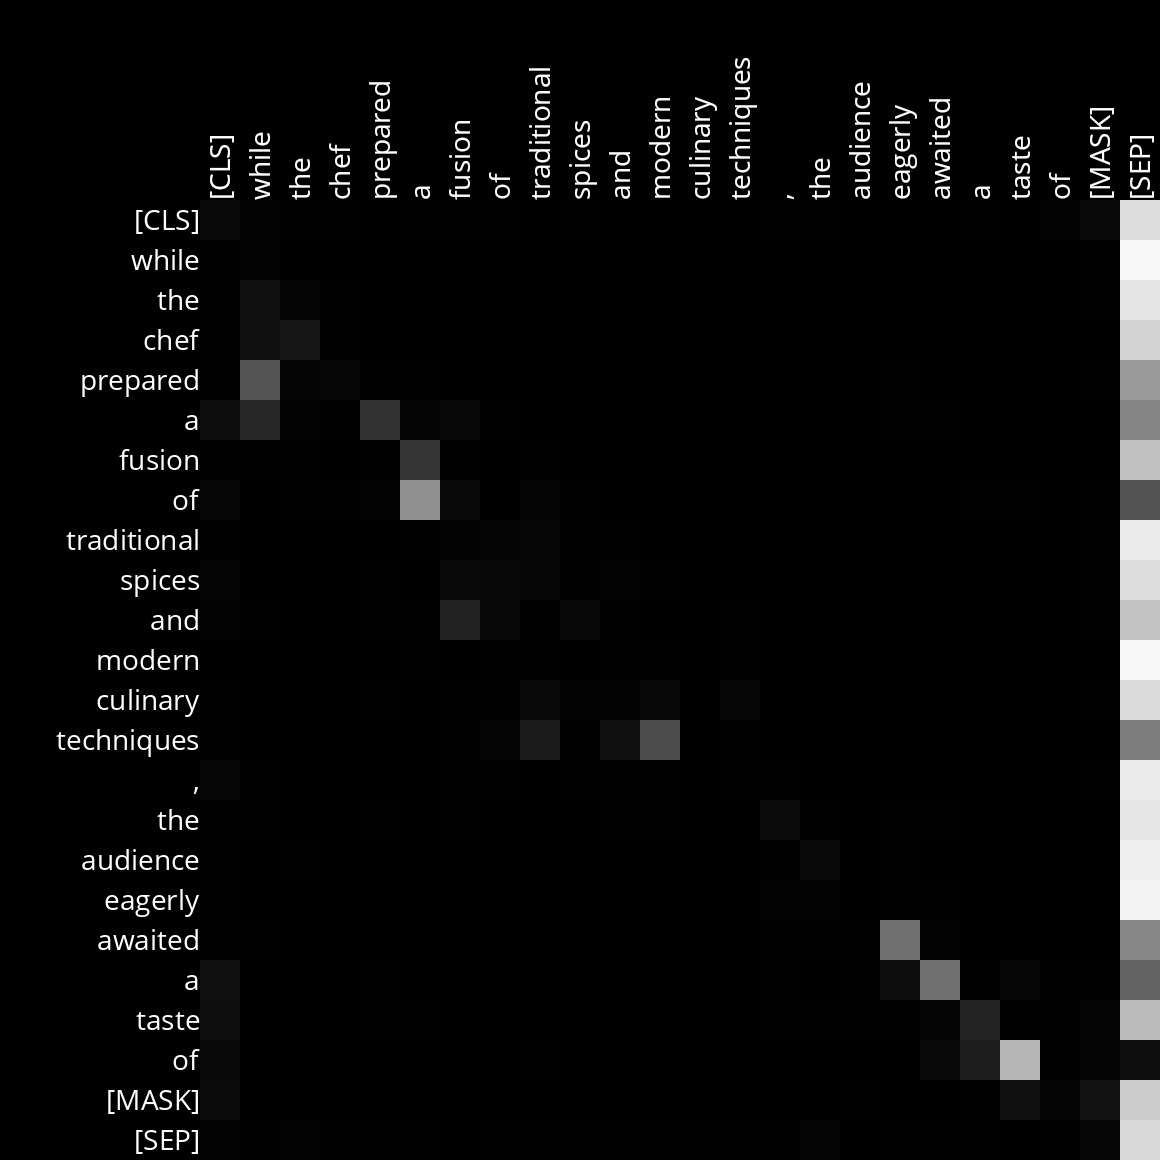 [CLS]
while
the
chef
prepared
a
fusion
of
traditional
spices
and
modern
culinary
techniques
,
the
audience
eagerly
awaited
a
taste
of
[MASK]
[SEP]
[CLS]
while
the
chef
prepared
a
fusion
of
traditional
spices
and
modern
culinary
techniques
,
the
audience
eagerly
awaited
a
taste
of
[MASK]
[SEP]